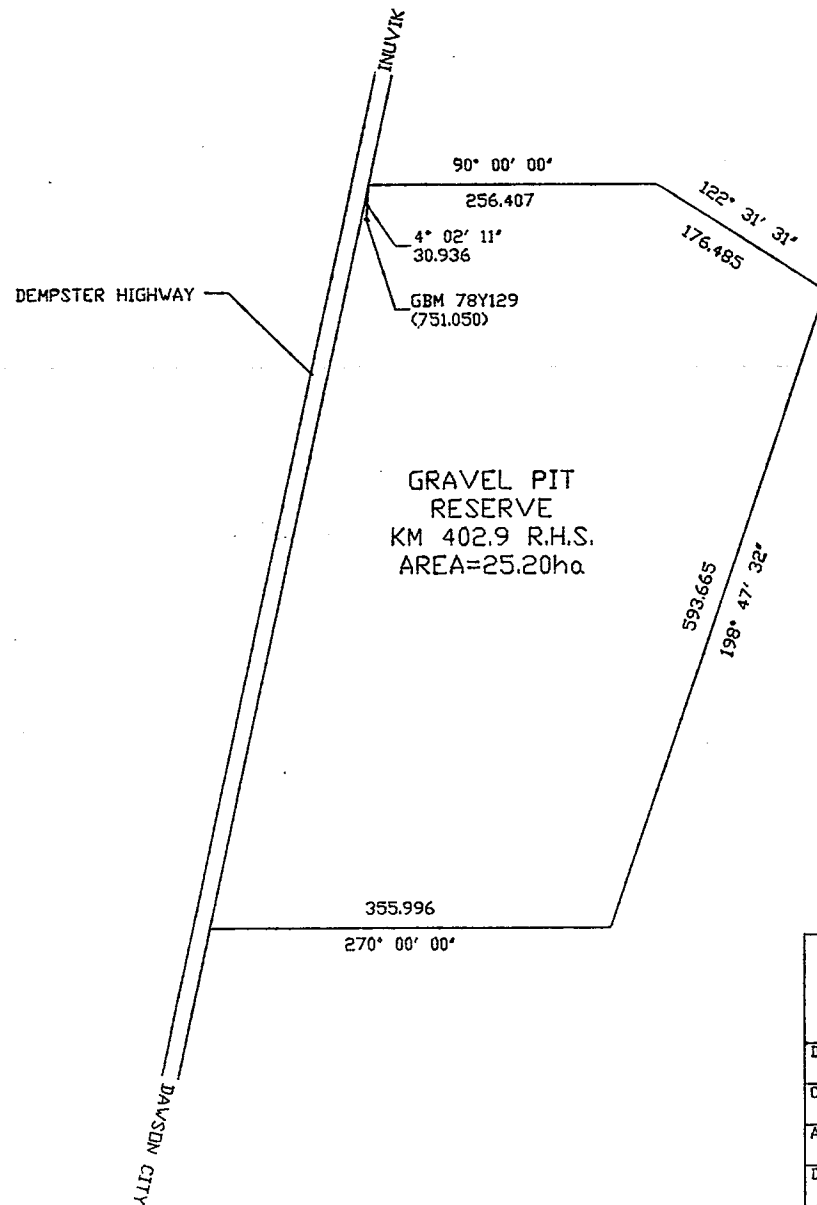 INUVIK
90° 00' 00"
256.407
122° 31' 31"
176.485
4° 02' 11"
30.936
GBM 78Y129
(751.050)
DEMPSTER HIGHWAY
GRAVEL PIT
RESERVE
KM 402.9 R.H.S.
AREA=25.20ha
593.665
198° 47' 32"
355.996
270° 00' 00"
DAWSON CITY